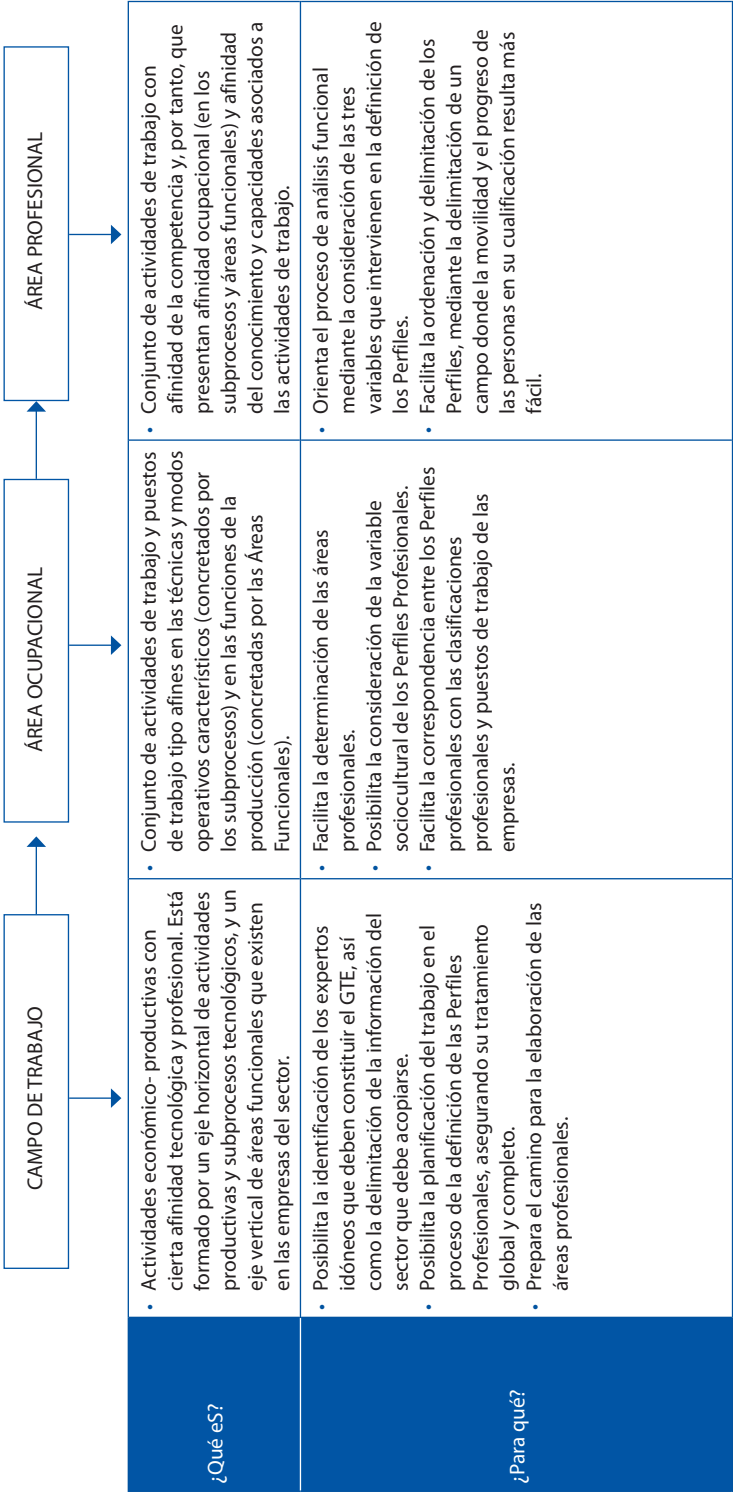 CAMPO DE TRABAJO
ÁREA OCUPACIONAL
ÁREA PROFESIONAL
¿Qué eS?
• Actividades económico- productivas con
cierta afinidad tecnológica y profesional. Está
formado por un eje horizontal de actividades
productivas y subprocesos tecnológicos, y un
eje vertical de áreas funcionales que existen
en las empresas del sector.
• Conjunto de actividades de trabajo y puestos
de trabajo tipo afines en las técnicas y modos
operativos característicos (concretados por
los subprocesos) y en las funciones de la
producción (concretadas por las Áreas
Funcionales).
• Conjunto de actividades de trabajo con
afinidad de la competencia y, por tanto, que
presentan afinidad ocupacional (en los
subprocesos y áreas funcionales) y afinidad
del conocimiento y capacidades asociados a
las actividades de trabajo.
¿Para qué?
• Posibilita la identificación de los expertos
idóneos que deben constituir el GTE, así
como la delimitación de la información del
sector que debe acopiarse.
• Posibilita la planificación del trabajo en el
proceso de la definición de las Perfiles
Profesionales, asegurando su tratamiento
global y completo.
• Prepara el camino para la elaboración de las
áreas profesionales.
• Facilita la determinación de las áreas
profesionales.
• Posibilita la consideración de la variable
sociocultural de los Perfiles Profesionales.
• Facilita la correspondencia entre los Perfiles
profesionales con las clasificaciones
profesionales y puestos de trabajo de las
empresas.
• Orienta el proceso de análisis funcional
mediante la consideración de las tres
variables que intervienen en la definición de
los Perfiles.
• Facilita la ordenación y delimitación de los
Perfiles, mediante la delimitación de un
campo donde la movilidad y el progreso de
las personas en su cualificación resulta más
fácil.